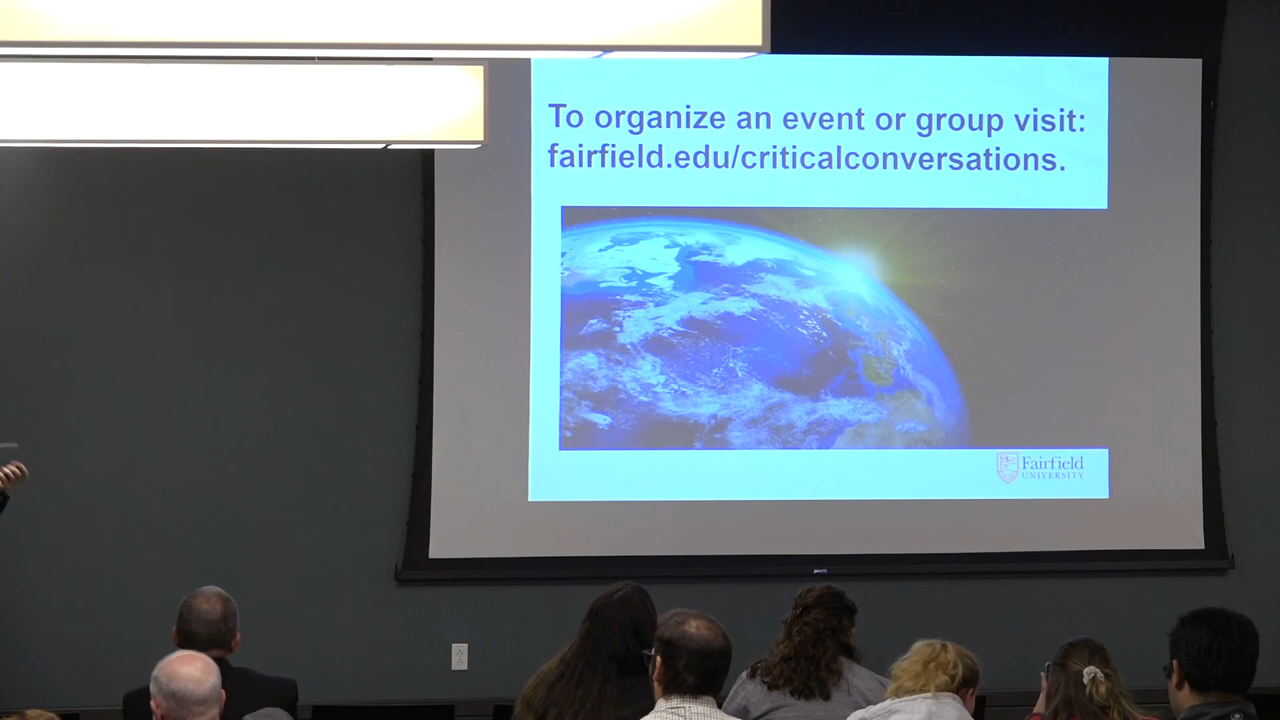 To organize an event or group visit:
fairfield.edu/criticalconversations.
Fairfield
UNIVERSITY